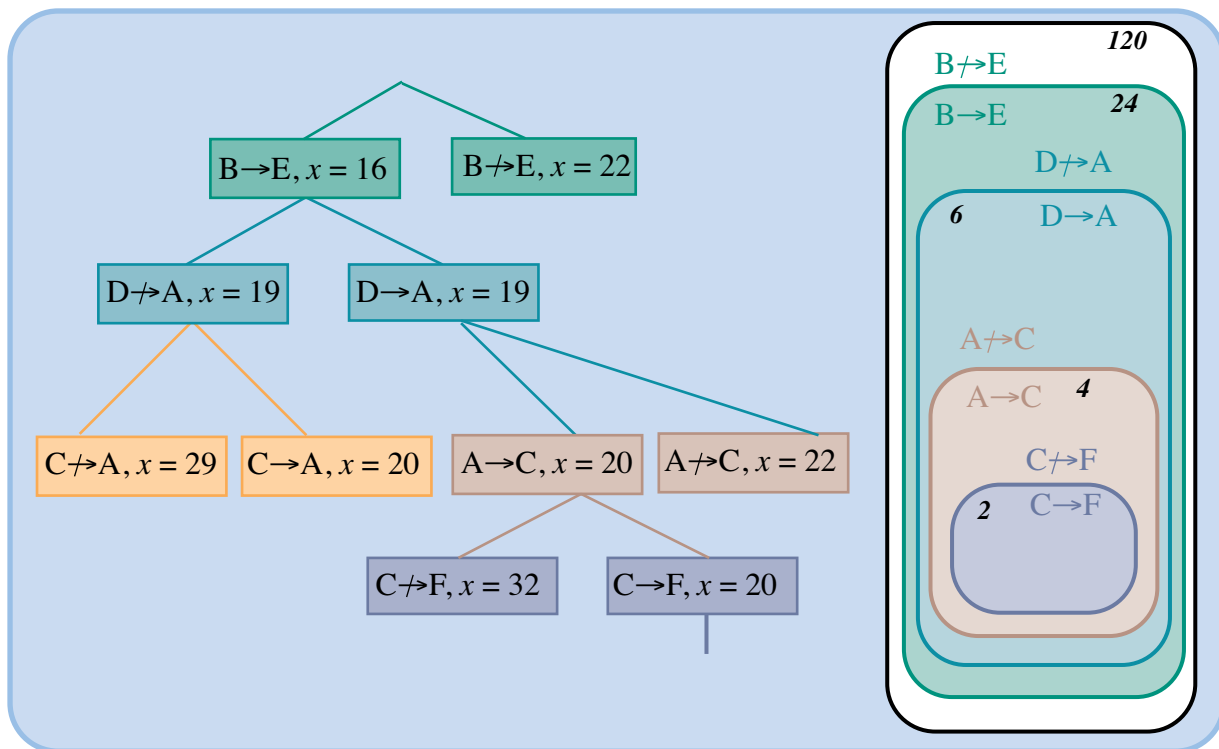 B↛E, x = 22
B→E, x = 16
D↛A, x = 19
D→A, x = 19
C↛A, x = 29
C→A, x = 20
A→C, x = 20
A↛C, x = 22
C↛F, x = 32
C→F, x = 20
120
B↛E
24
B→E
D↛A
6
D→A
A↛C
4
A→C
C↛F
2
C→F